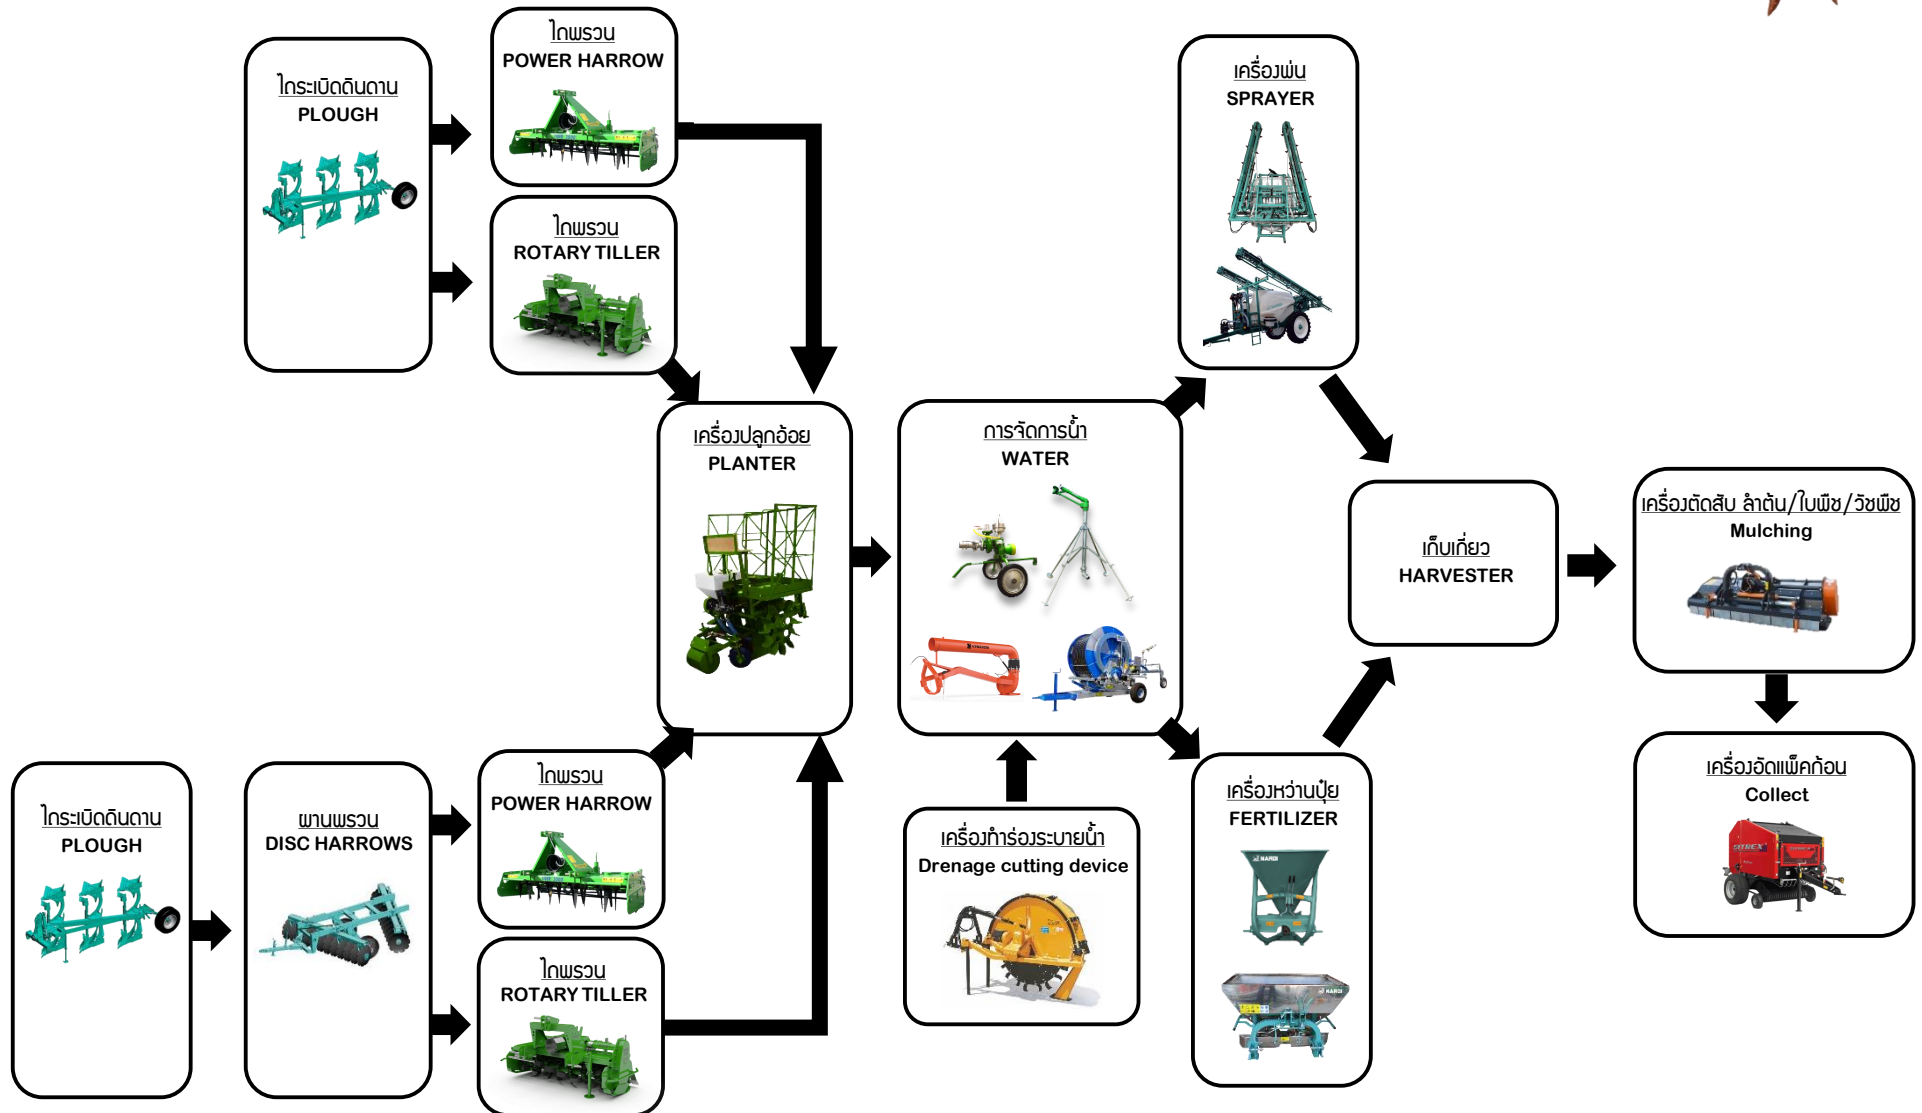 ไถระเบิดดินดาน
PLOUGH
ไถพรวน
POWER HARROW
ไถพรวน
ROTARY TILLER
เครื่องปลูกอ้อย
PLANTER
การจัดการน้ำ
WATER
เครื่องพ่น
SPRAYER
เก็บเกี่ยว
HARVESTER
เครื่องตัดสับ ลำต้น/ใบพืช/วัชพืช
Mulching
เครื่องอัดแพ็คก้อน
Collect
SITREX
ไถระเบิดดินดาน
PLOUGH
ผานพรวน
DISC HARROWS
ไถพรวน
POWER HARROW
ไถพรวน
ROTARY TILLER
เครื่องทำร่องระบายน้ำ
Drenage cutting device
เครื่องหว่านปุ๋ย
FERTILIZER
NARDI
NARDI